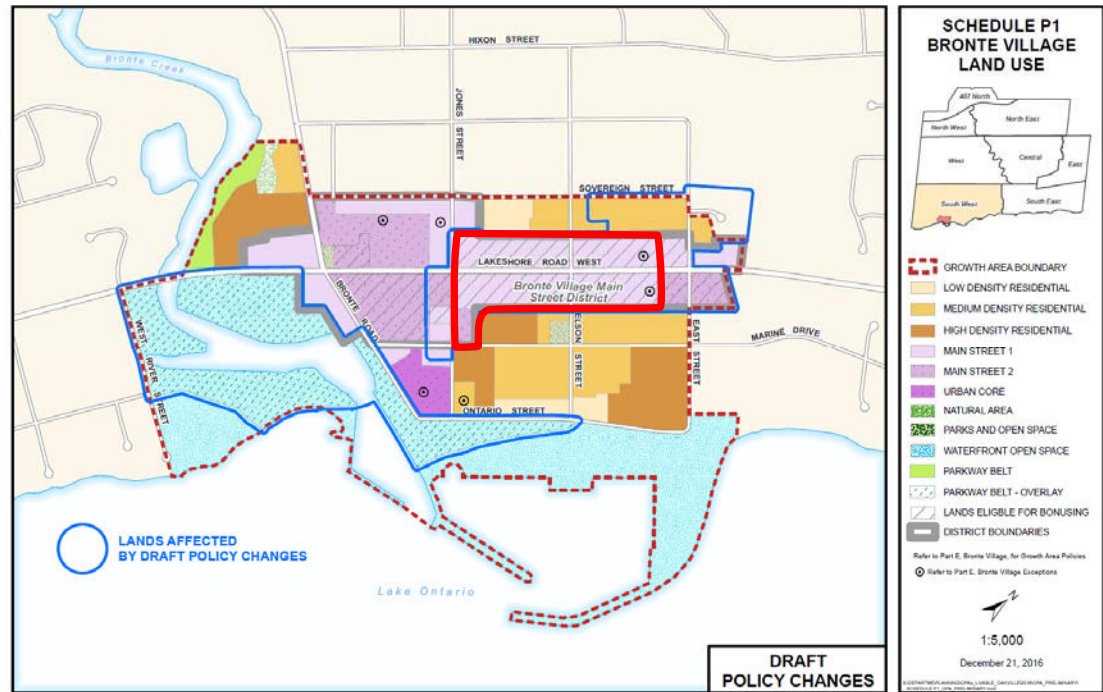 HIXON STREET
Bronte Creek
JONES STREET
SOVEREIGN STREET
LAKESHORE ROAD WEST
Bronte Village Main
Street District
BRONTE ROAD
WEST RIVER STREET
ELSON STREET
EAST STREET
MARINE DRIVE
ONTARIO STREET
LANDS AFFECTED
BY DRAFT POLICY CHANGES
Lake Ontario
DRAFT
POLICY CHANGES
SCHEDULE P1
BRONTE VILLAGE
LAND USE
407 North
North West
North East
West
Central
East
South West
South East
GROWTH AREA BOUNDARY
LOW DENSITY RESIDENTIAL
MEDIUM DENSITY RESIDENTIAL
HIGH DENSITY RESIDENTIAL
MAIN STREET 1
MAIN STREET 2
URBAN CORE
NATURAL AREA
PARKS AND OPEN SPACE
WATERFRONT OPEN SPACE
PARKWAY BELT
PARKWAY BELT - OVERLAY
LANDS ELIGBLE FOR BONUSING
DISTRICT BOUNDARIES
Refer to Part E, Bronte Village, for Growth Area Policies
Refer to Part E, Bronte Village Exceptions
N
1:5,000
December 21, 2016